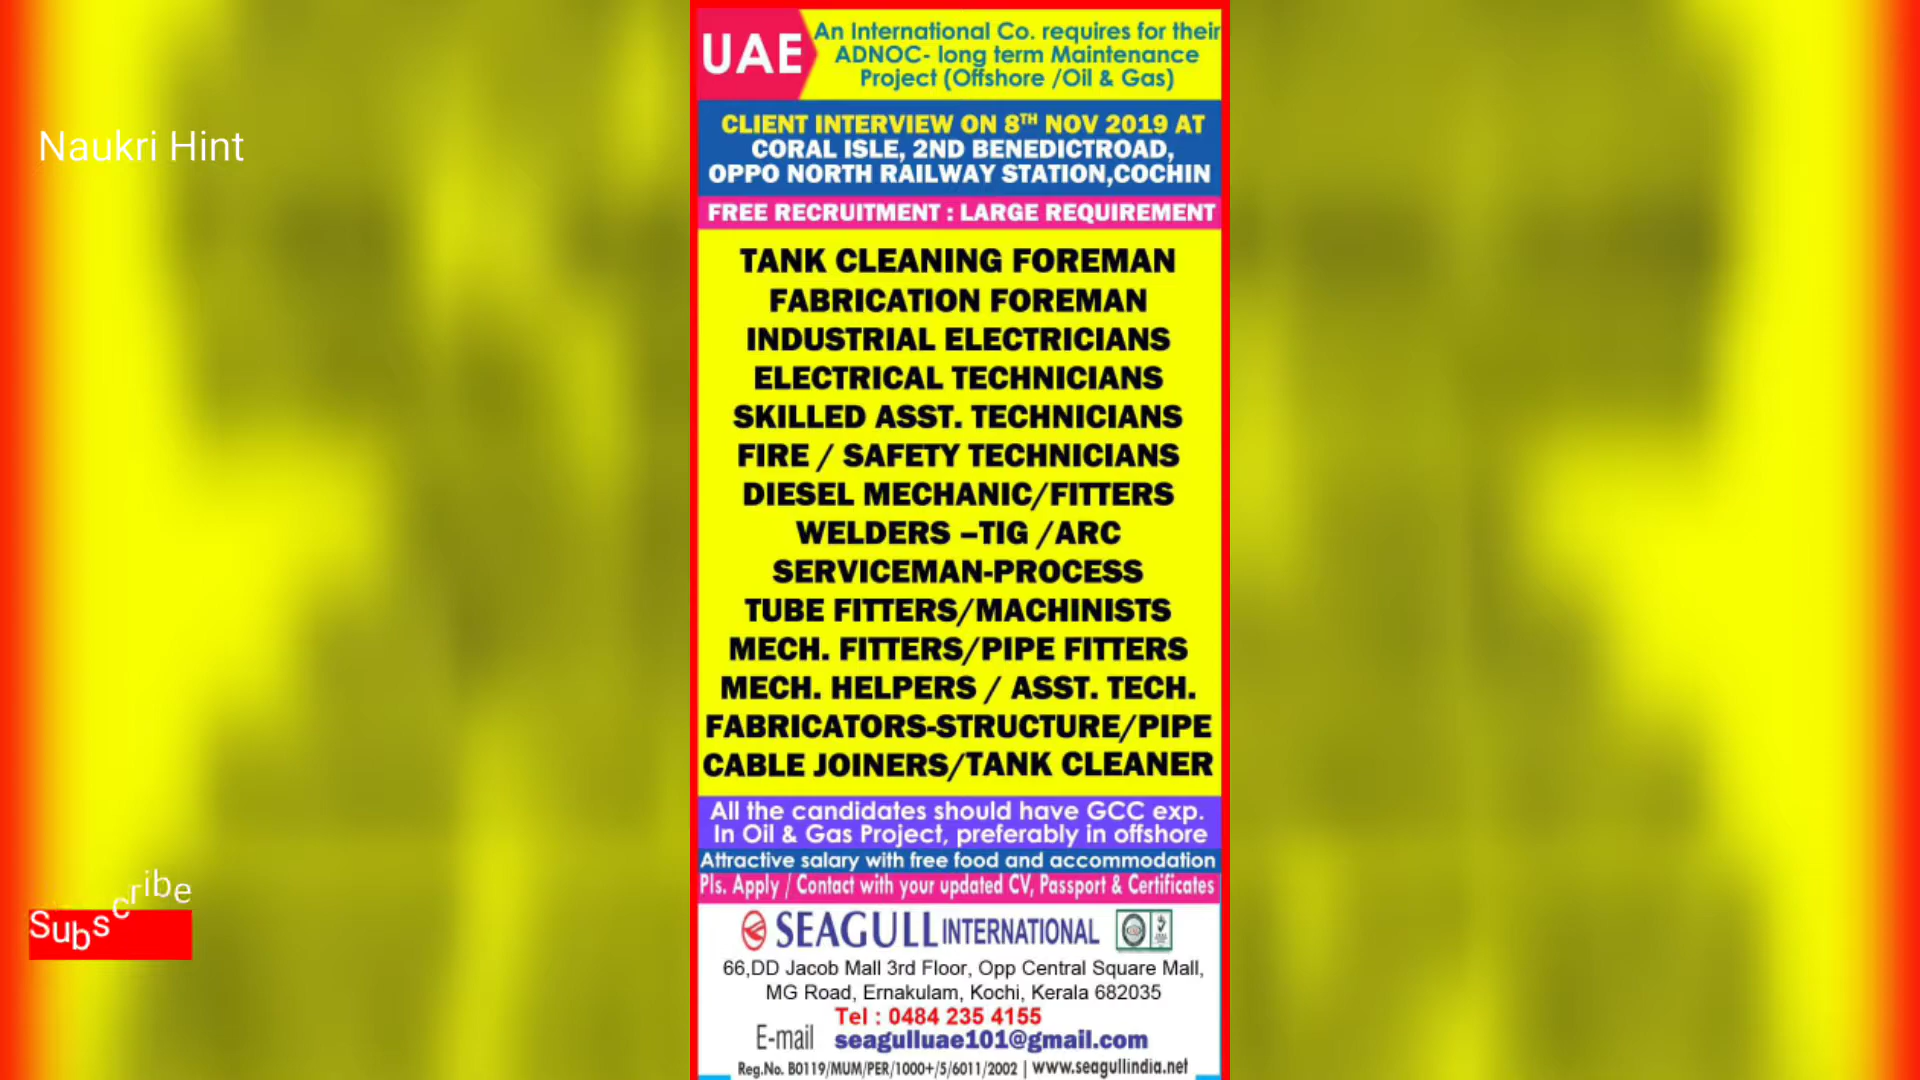 Naukri Hint
UAE
An International Co. requires for their
ADNOC- long term Maintenance
Project (Offshore /Oil & Gas)
CLIENT INTERVIEW ON 8TH NOV 2019 AT
CORAL ISLE, 2ND BENEDICTROAD,
OPPO NORTH RAILWAY STATION,COCHIN
FREE RECRUITMENT : LARGE REQUIREMENT
TANK CLEANING FOREMAN
FABRICATION FOREMAN
INDUSTRIAL ELECTRICIANS
ELECTRICAL TECHNICIANS
SKILLED ASST. TECHNICIANS
FIRE / SAFETY TECHNICIANS
DIESEL MECHANIC/FITTERS
WELDERS –TIG /ARC
SERVICEMAN-PROCESS
TUBE FITTERS/MACHINISTS
MECH. FITTERS/PIPE FITTERS
MECH. HELPERS / ASST. TECH.
FABRICATORS-STRUCTURE/PIPE
CABLE JOINERS/TANK CLEANER
All the candidates should have GCC exp.
In Oil & Gas Project, preferably in offshore
Attractive salary with free food and accommodation
Pls. Apply / Contact with your updated CV, Passport & Certificates
SEAGULL INTERNATIONAL
66,DD Jacob Mall 3rd Floor, Opp Central Square Mall,
MG Road, Ernakulam, Kochi, Kerala 682035
Tel : 0484 235 4155
E-mail seagulluae101@gmail.com
Reg.No. B0119/MUM/PER/1000+/5/6011/2002 | www.seagullindia.net
Subscribe